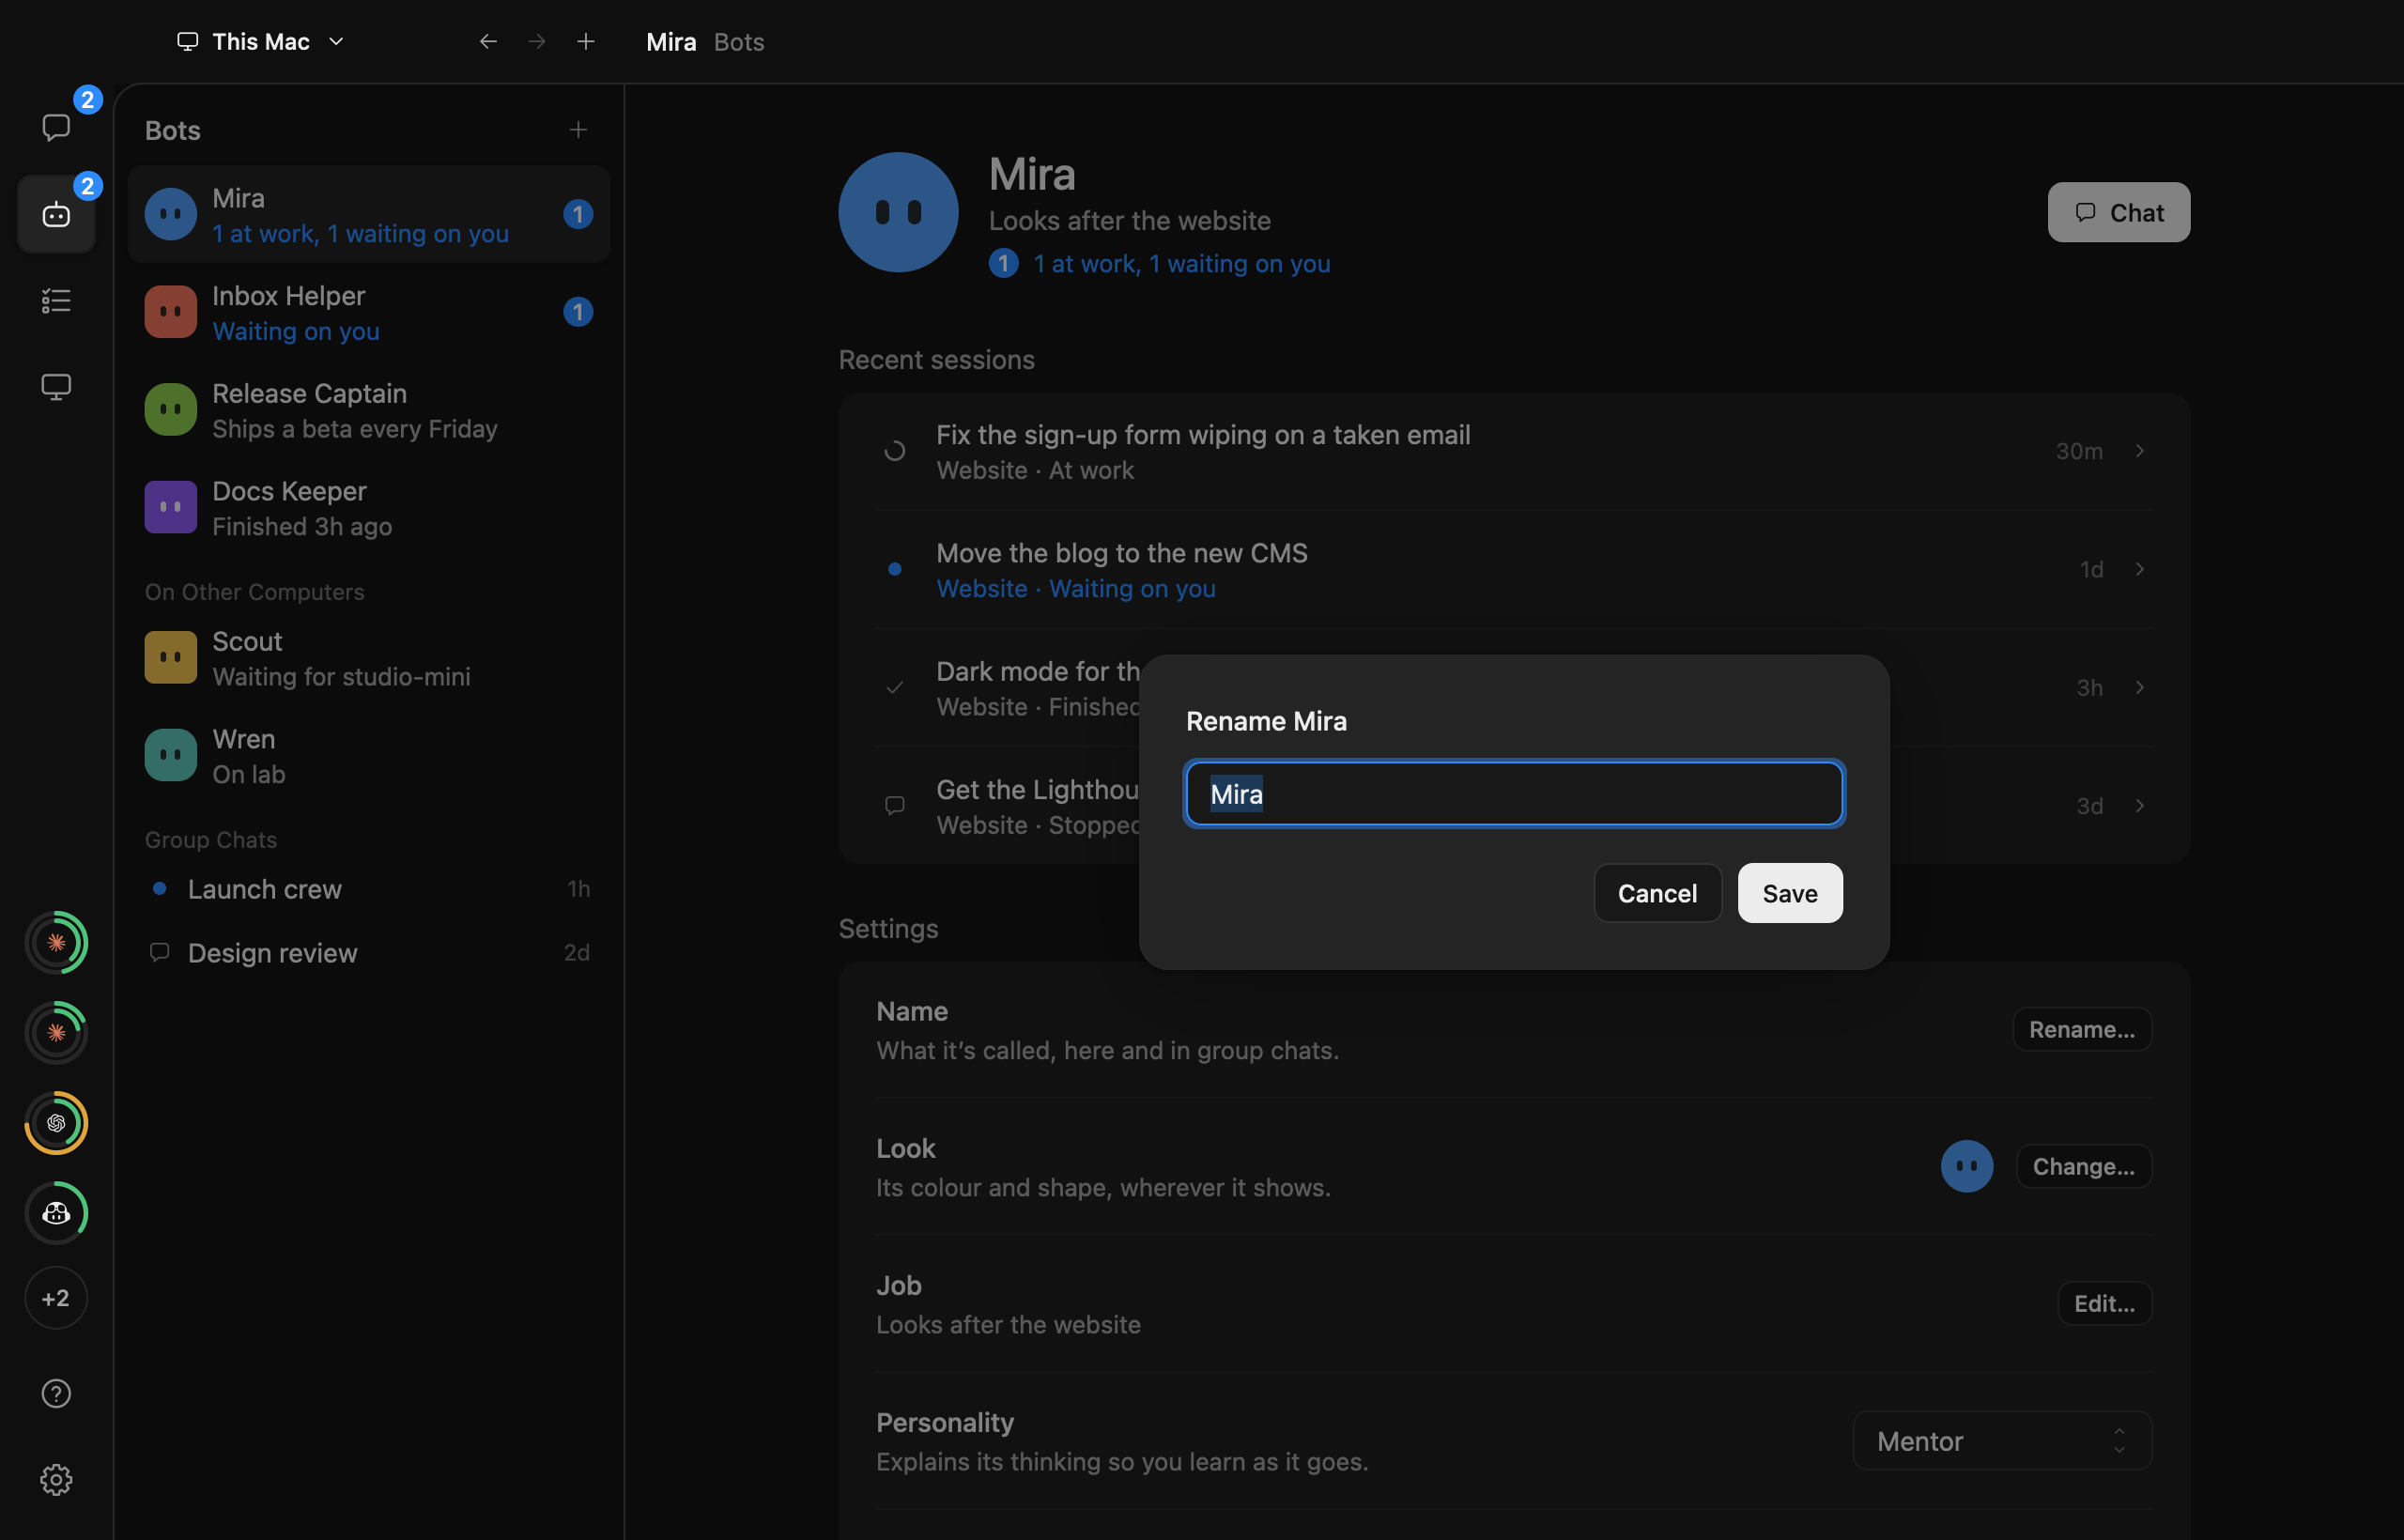 This Mac
Mira Bots
2
2
Bots
Mira
1 at work, 1 waiting on you
1
Inbox Helper
Waiting on you
1
Release Captain
Ships a beta every Friday
Docs Keeper
Finished 3h ago
On Other Computers
Scout
Waiting for studio-mini
Wren
On lab
Group Chats
Launch crew
1h
Design review
2d
+2
Mira
Looks after the website
1 1 at work, 1 waiting on you
Chat
Recent sessions
Fix the sign-up form wiping on a taken email
Website · At work
30m
Move the blog to the new CMS
Website · Waiting on you
1d
Dark mode for th
Website · Finished
3h
Get the Lighthou
Website · Stopped
3d
Rename Mira
Mira
Cancel
Save
Settings
Name
What it’s called, here and in group chats.
Rename...
Look
Its colour and shape, wherever it shows.
Change...
Job
Looks after the website
Edit...
Personality
Explains its thinking so you learn as it goes.
Mentor